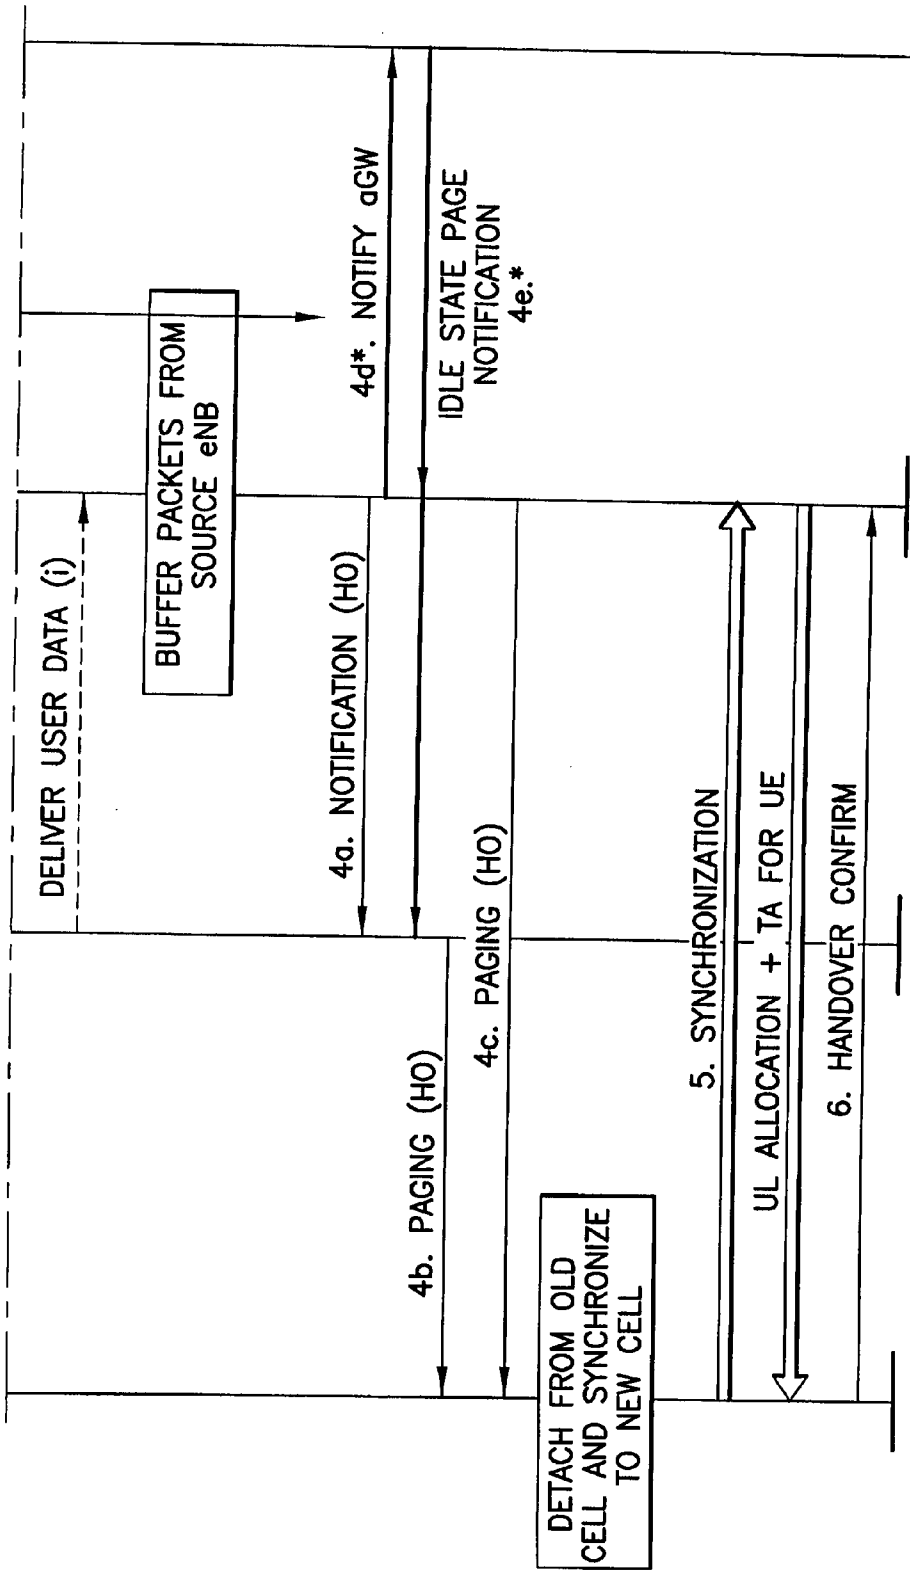 DELIVER USER DATA (i)
BUFFER PACKETS FROM
SOURCE eNB
4d*. NOTIFY aGW
4a. NOTIFICATION (HO)
IDLE STATE PAGE
NOTIFICATION
4e.*
4b. PAGING (HO)
4c. PAGING (HO)
DETACH FROM OLD
CELL AND SYNCHRONIZE
TO NEW CELL
5. SYNCHRONIZATION
UL ALLOCATION + TA FOR UE
6. HANDOVER CONFIRM